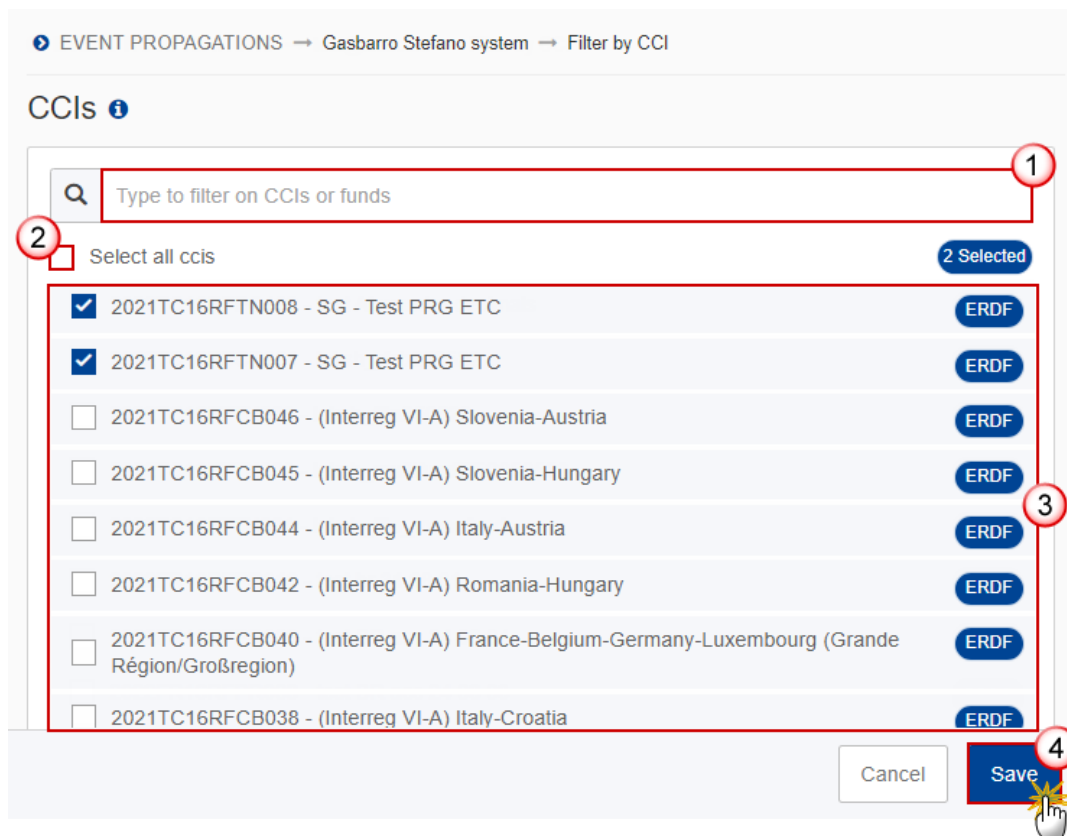 EVENT PROPAGATIONS → Gasbarro Stefano system → Filter by CCI
CCIs
1
Type to filter on CCIs or funds
2
Select all ccis 2 Selected
2021TC16RFTN008 - SG - Test PRG ETC ERDF
2021TC16RFTN007 - SG - Test PRG ETC ERDF
2021TC16RFCB046 - (Interreg VI-A) Slovenia-Austria ERDF
2021TC16RFCB045 - (Interreg VI-A) Slovenia-Hungary ERDF
3
2021TC16RFCB044 - (Interreg VI-A) Italy-Austria ERDF
2021TC16RFCB042 - (Interreg VI-A) Romania-Hungary ERDF
2021TC16RFCB040 - (Interreg VI-A) France-Belgium-Germany-Luxembourg (Grande ERDF
Région/Großregion)
2021TC16RFCB038 - (Interreg VI-A) Italy-Croatia ERDF
4
Cancel Save